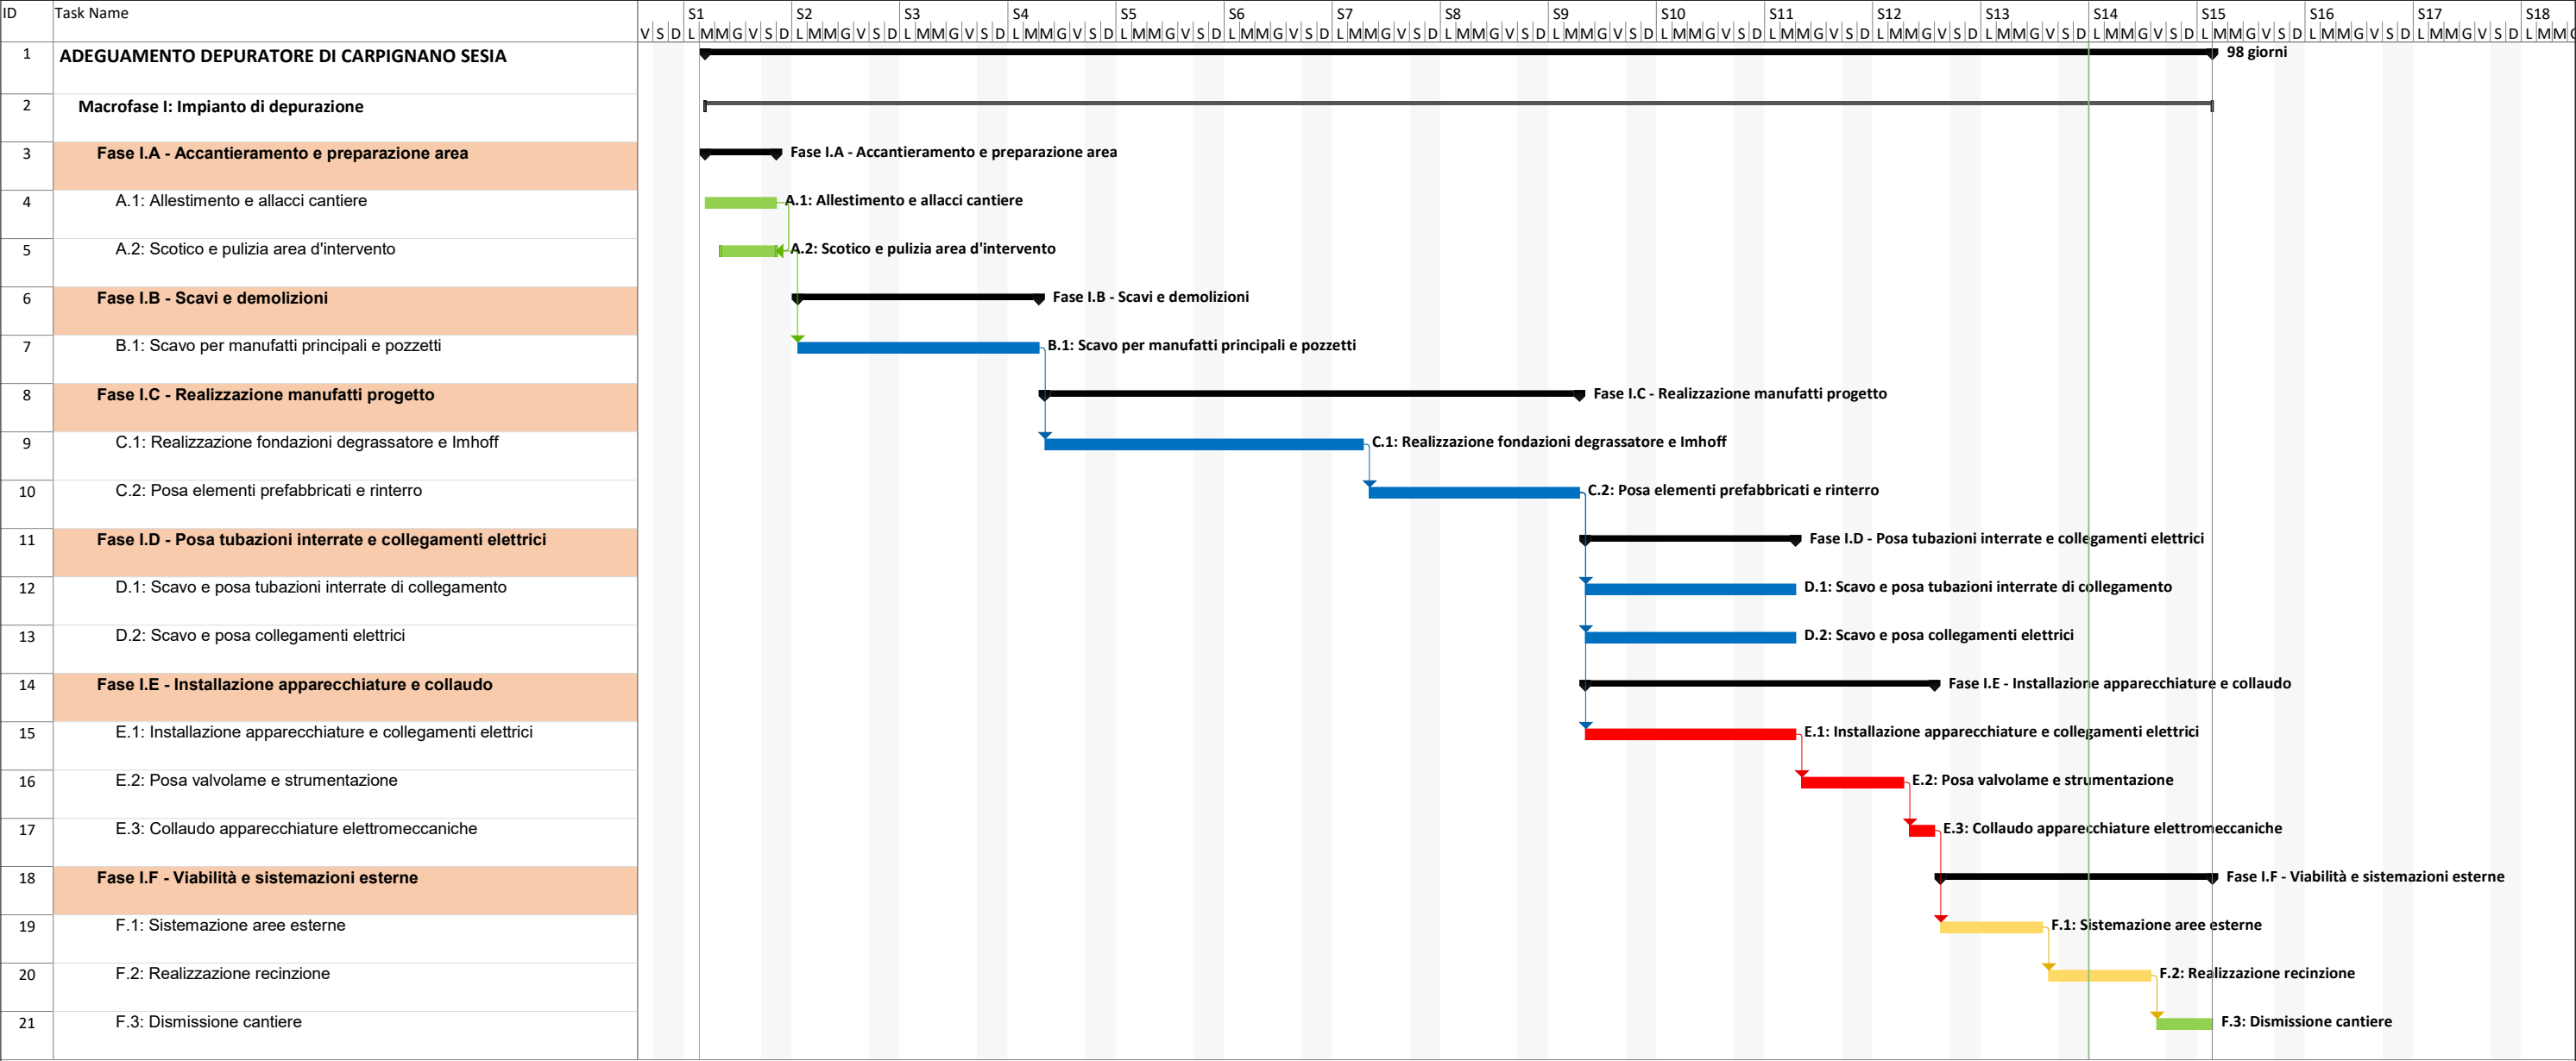 ID Task Name S1 S2 S3 S4 S5 S6 S7 S8 S9 S10 S11 S12 S13 S14 S15 S16 S17 S18
V S D L M M G V S D L M M G V S D L M M G V S D L M M G V S D L M M G V S D L M M G V S D L M M G V S D L M M G V S D L M M G V S D L M M G V S D L M M G V S D L M M G V S D L M M G V S D L M M G V S D L M M G V S D L M M G V S D L M M G V S D L M M G
1 ADEGUAMENTO DEPURATORE DI CARPIGNANO SESIA 98 giorni
2 Macrofase I: Impianto di depurazione
3 Fase I.A - Accantieramento e preparazione area Fase I.A - Accantieramento e preparazione area
4 A.1: Allestimento e allacci cantiere A.1: Allestimento e allacci cantiere
5 A.2: Scotico e pulizia area d'intervento A.2: Scotico e pulizia area d'intervento
6 Fase I.B - Scavi e demolizioni Fase I.B - Scavi e demolizioni
7 B.1: Scavo per manufatti principali e pozzetti B.1: Scavo per manufatti principali e pozzetti
8 Fase I.C - Realizzazione manufatti progetto Fase I.C - Realizzazione manufatti progetto
9 C.1: Realizzazione fondazioni degrassatore e Imhoff C.1: Realizzazione fondazioni degrassatore e Imhoff
10 C.2: Posa elementi prefabbricati e rinterro C.2: Posa elementi prefabbricati e rinterro
11 Fase I.D - Posa tubazioni interrate e collegamenti elettrici Fase I.D - Posa tubazioni interrate e collegamenti elettrici
12 D.1: Scavo e posa tubazioni interrate di collegamento D.1: Scavo e posa tubazioni interrate di collegamento
13 D.2: Scavo e posa collegamenti elettrici D.2: Scavo e posa collegamenti elettrici
14 Fase I.E - Installazione apparecchiature e collaudo Fase I.E - Installazione apparecchiature e collaudo
15 E.1: Installazione apparecchiature e collegamenti elettrici E.1: Installazione apparecchiature e collegamenti elettrici
16 E.2: Posa valvolame e strumentazione E.2: Posa valvolame e strumentazione
17 E.3: Collaudo apparecchiature elettromeccaniche E.3: Collaudo apparecchiature elettromeccaniche
18 Fase I.F - Viabilità e sistemazioni esterne Fase I.F - Viabilità e sistemazioni esterne
19 F.1: Sistemazione aree esterne F.1: Sistemazione aree esterne
20 F.2: Realizzazione recinzione F.2: Realizzazione recinzione
21 F.3: Dismissione cantiere F.3: Dismissione cantiere